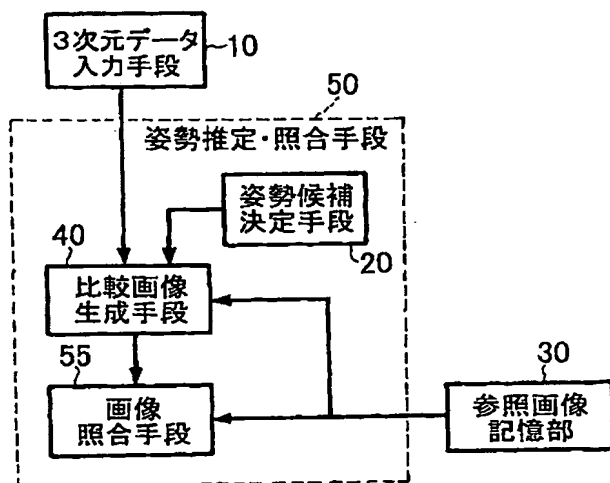 3次元データ
入力手段
10
50
姿勢推定・照合手段
姿勢候補
決定手段
20
40
比較画像
生成手段
55
画像
照合手段
30
参照画像
記憶部